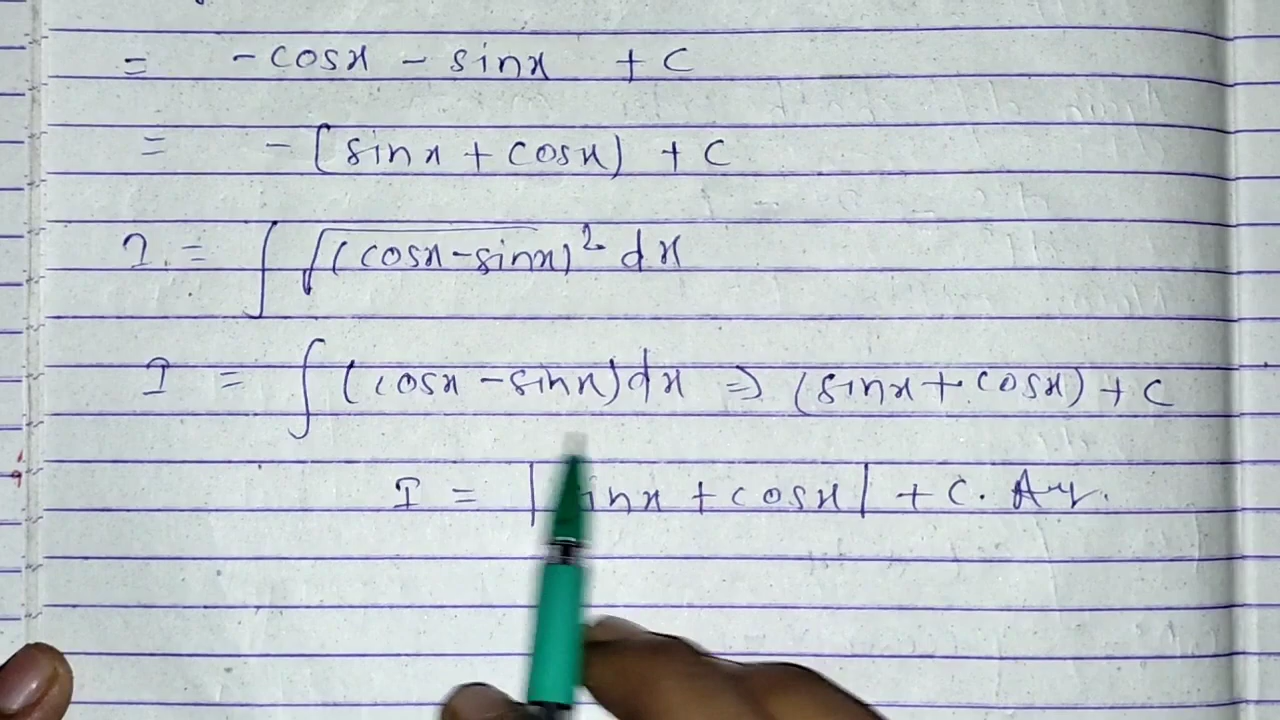 = -cosx - sinx + C
= -[sinx + cosx) + C
I = ∫ √(cosx-sinx)² dx
I = ∫ (cosx - sinx)dx ⇒ (sinx + cosx) + C
I = |sinx + cosx| + C. Ans.